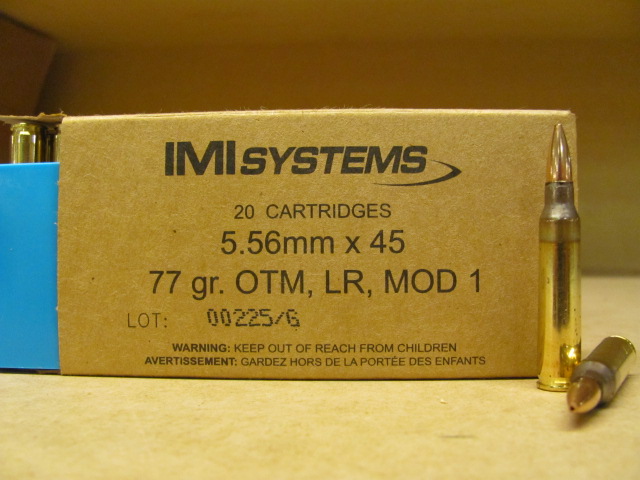 IMI SYSTEMS
20 CARTRIDGES
5.56mm x 45
77 gr. OTM, LR, MOD 1
LOT: 00225/G
WARNING: KEEP OUT OF REACH FROM CHILDREN
AVERTISSEMENT: GARDEZ HORS DE LA PORTÉE DES ENFANTS